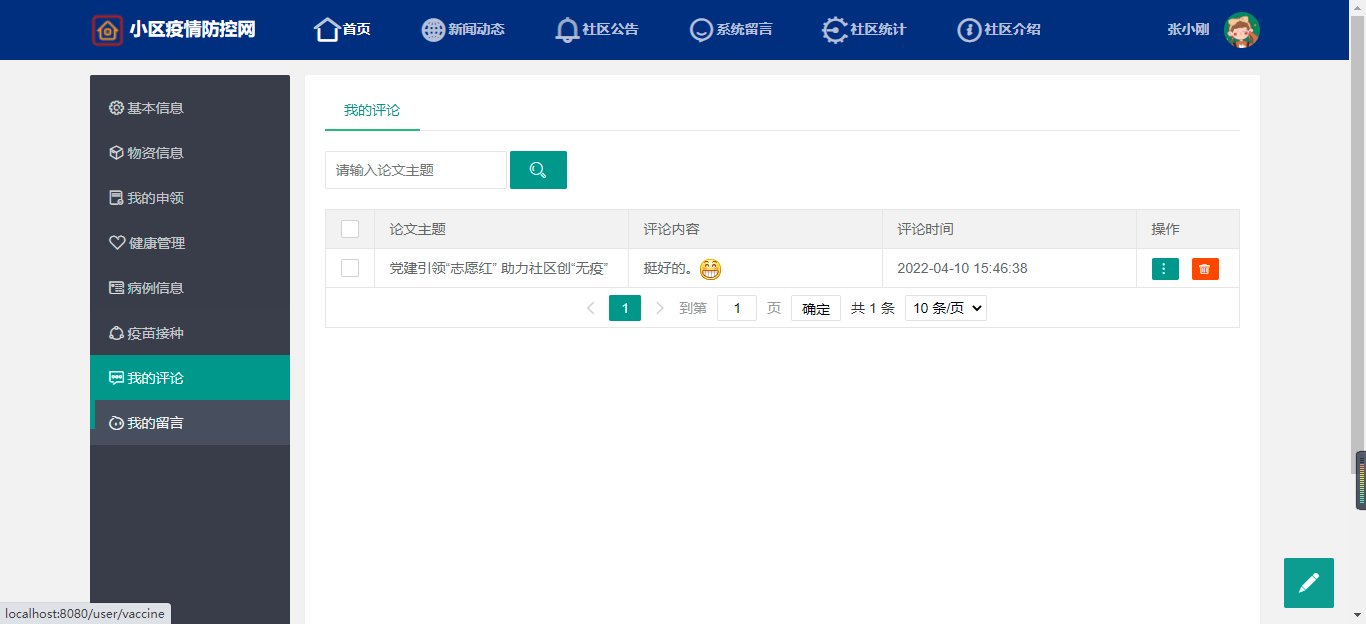 小区疫情防控网 首页 新闻动态 社区公告 系统留言 社区统计 社区介绍 张小刚
基本信息
物资信息
我的申领
健康管理
病例信息
疫苗接种
我的评论
我的留言
我的评论
请输入论文主题
论文主题 评论内容 评论时间 操作
党建引领“志愿红” 助力社区创“无疫” 挺好的。 2022-04-10 15:46:38
1 到第 1 页 确定 共 1 条 10 条/页
localhost:8080/user/vaccine